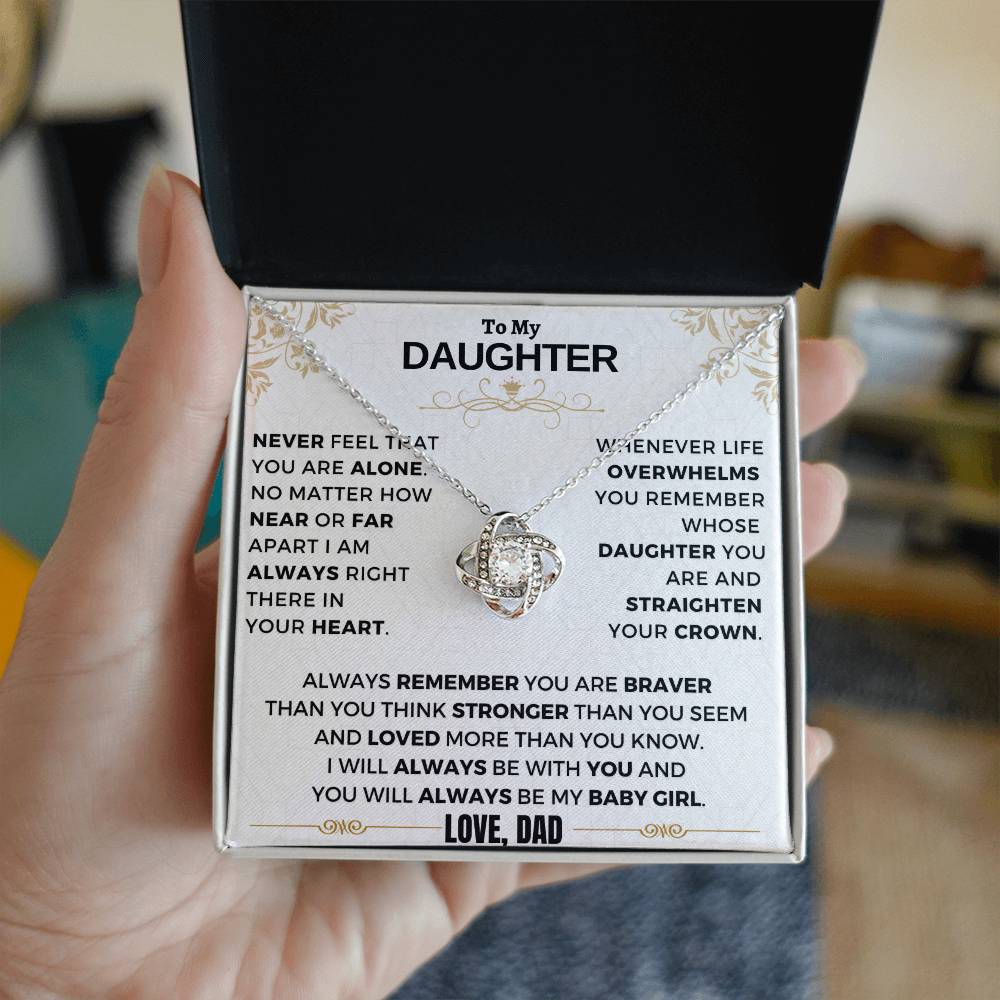 To My
DAUGHTER
NEVER FEEL THAT
YOU ARE ALONE.
NO MATTER HOW
NEAR OR FAR
APART I AM
ALWAYS RIGHT
THERE IN
YOUR HEART.
WHENEVER LIFE
OVERWHELMS
YOU REMEMBER
WHOSE
DAUGHTER YOU
ARE AND
STRAIGHTEN
YOUR CROWN.
ALWAYS REMEMBER YOU ARE BRAVER
THAN YOU THINK STRONGER THAN YOU SEEM
AND LOVED MORE THAN YOU KNOW.
I WILL ALWAYS BE WITH YOU AND
YOU WILL ALWAYS BE MY BABY GIRL.
LOVE, DAD